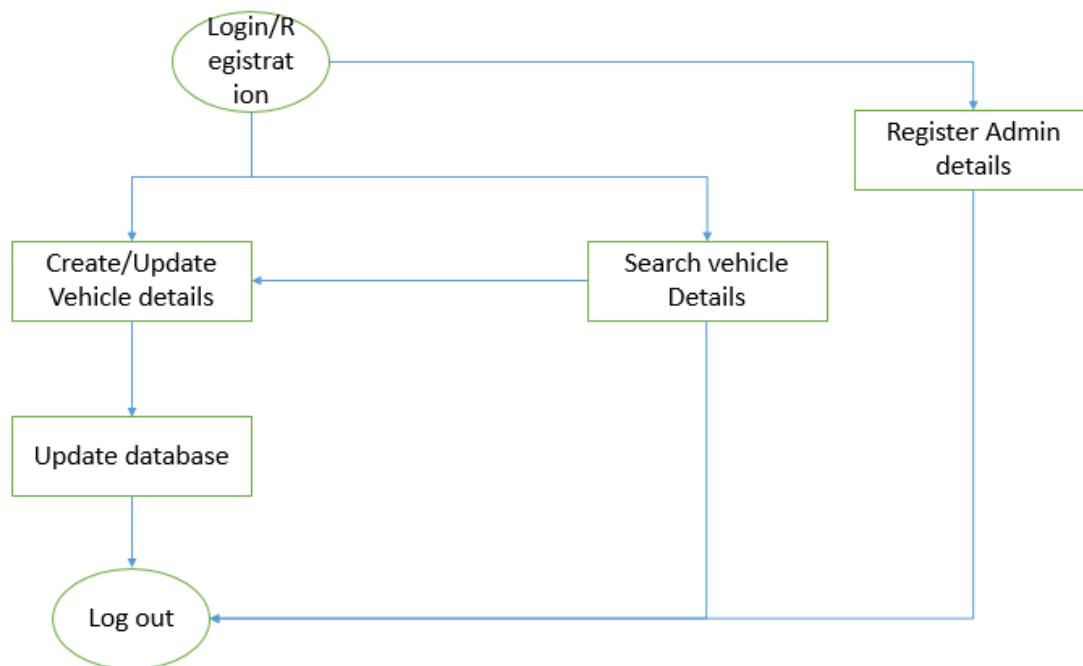 Login/R
egistrat
ion
Register Admin
details
Create/Update
Vehicle details
Search vehicle
Details
Update database
Log out